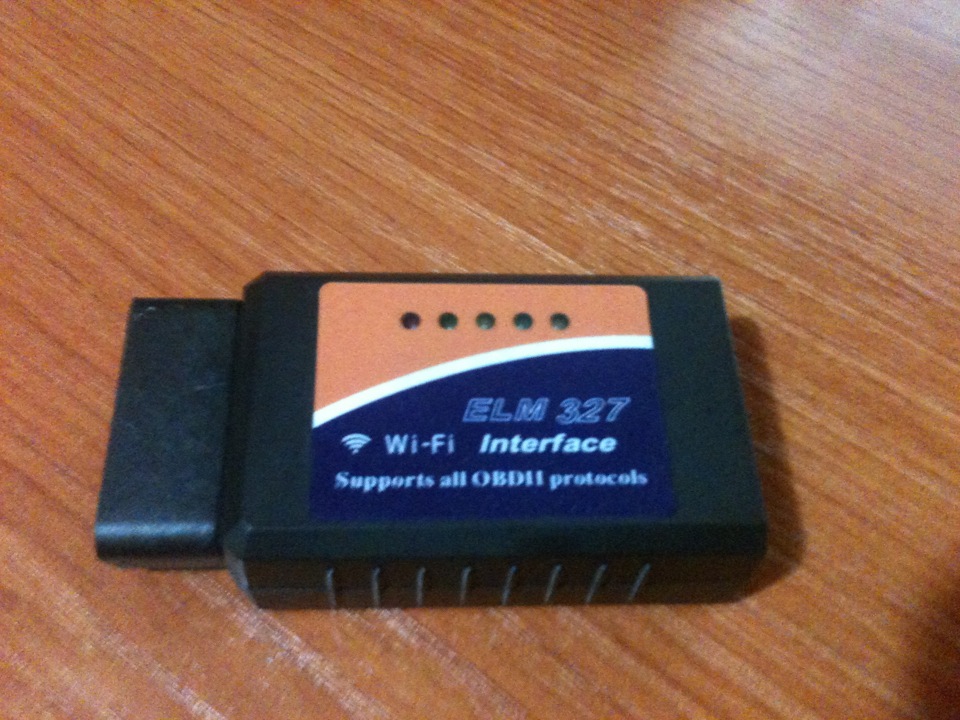 ELM 327
Wi-Fi Interface
Supports all OBDII protocols